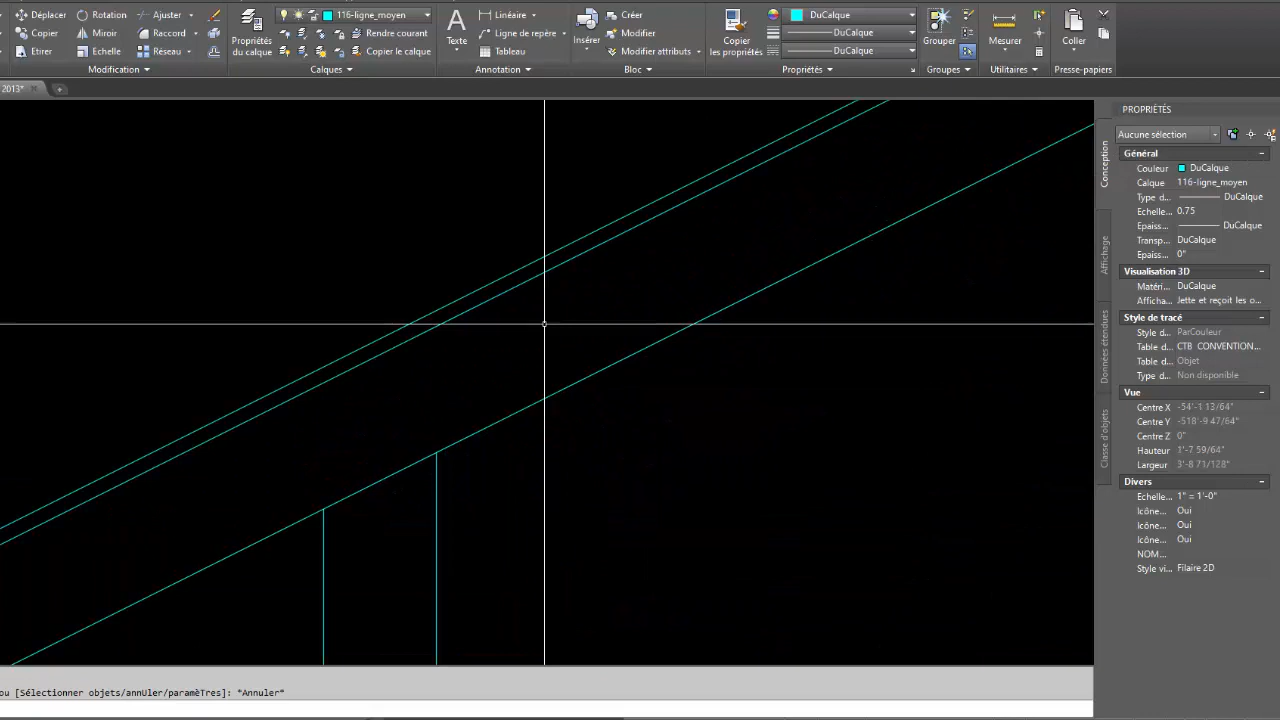 Déplacer Rotation Ajuster
Copier Miroir Raccord
Etirer Echelle Réseau
Modification
Propriétés
du calque
116-ligne_moyen
Rendre courant
Copier le calque
Calques
Texte
Linéaire
Ligne de repère
Tableau
Annotation
Insérer
Créer
Modifier
Modifier attributs
Bloc
Copier
les propriétés
DuCalque
DuCalque
DuCalque
Propriétés
Grouper
Groupes
Mesurer
Utilitaires
Coller
Presse-papiers
2013*
PROPRIÉTÉS
Aucune sélection
Conception
Affichage
Données étendues
Classe d'objets
Général
Couleur DuCalque
Calque 116-ligne_moyen
Type d... DuCalque
Echelle... 0.75
Epaiss... DuCalque
Transp... DuCalque
Epaiss... 0"
Visualisation 3D
Matéri... DuCalque
Afficha... Jette et reçoit les o...
Style de tracé
Style d... ParCouleur
Table d... CTB CONVENTION...
Table d... Objet
Type d... Non disponible
Vue
Centre X -54'-1 13/64"
Centre Y -518'-9 47/64"
Centre Z 0"
Hauteur 1'-7 59/64"
Largeur 3'-8 71/128"
Divers
Echelle... 1" = 1'-0"
Icône... Oui
Icône... Oui
Icône... Oui
NOM...
Style vi... Filaire 2D
ou [Sélectionner objets/annUler/paramèTres]: *Annuler*